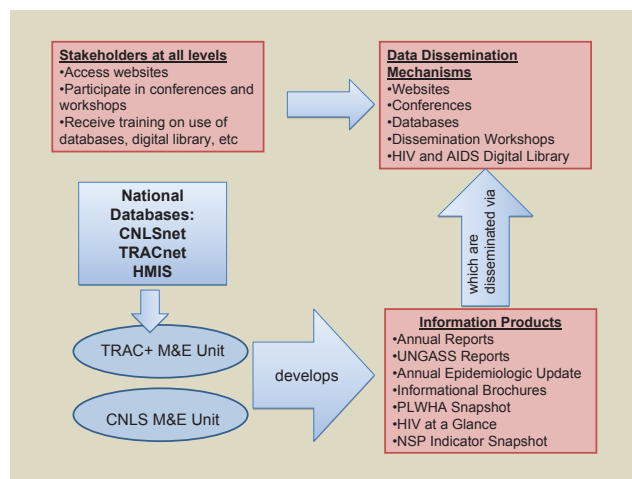 Stakeholders at all levels
•Access websites
•Participate in conferences and
workshops
•Receive training on use of
databases, digital library, etc
Data Dissemination
Mechanisms
•Websites
•Conferences
•Databases
•Dissemination Workshops
•HIV and AIDS Digital Library
National
Databases:
CNLSnet
TRACnet
HMIS
which are
disseminated via
TRAC+ M&E Unit
CNLS M&E Unit
develops
Information Products
•Annual Reports
•UNGASS Reports
•Annual Epidemiologic Update
•Informational Brochures
•PLWHA Snapshot
•HIV at a Glance
•NSP Indicator Snapshot